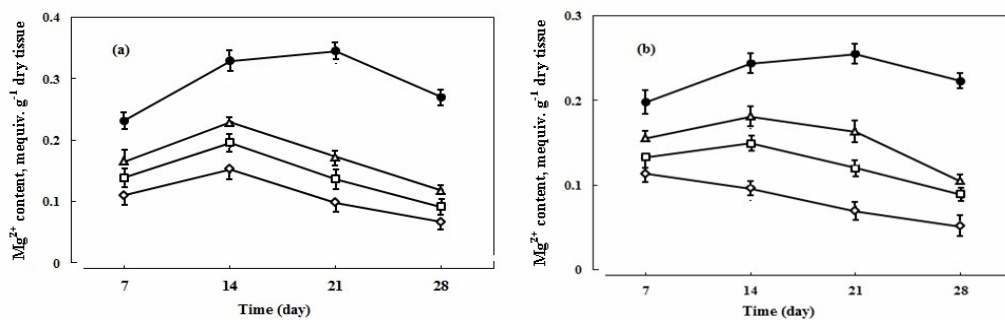 0.4
(a)
0.3
0.2
0.1
0
Mg²⁺ content, mequiv. g⁻¹ dry tissue
7 14 21 28
Time (day)
0.3
(b)
0.2
0.1
0
Mg²⁺ content, mequiv. g⁻¹ dry tissue
7 14 21 28
Time (day)